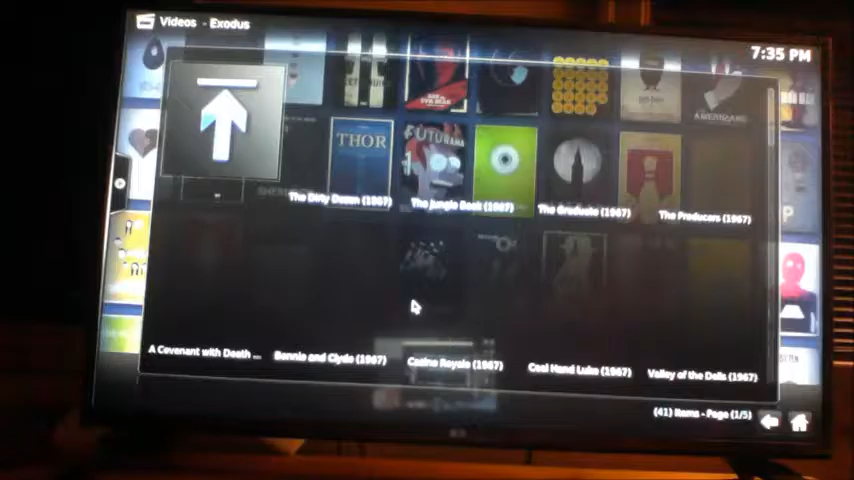 Videos - Exodus
7:35 PM
THOR
FUTURAMA
The Dirty Dozen (1967)
The Jungle Book (1967)
The Graduate (1967)
The Producers (1967)
A Covenant with Death ...
Bonnie and Clyde (1967)
Casino Royale (1967)
Cool Hand Luke (1967)
Valley of the Dolls (1967)
(41) Items - Page (1/5)